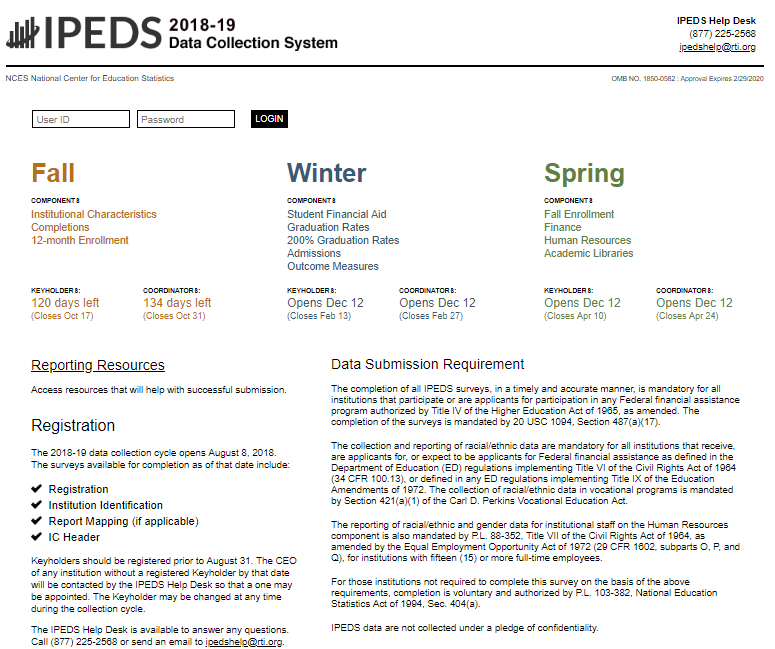 IPEDS 2018-19
Data Collection System
IPEDS Help Desk
(877) 225-2568
ipedshelp@rti.org
NCES National Center for Education Statistics
OMB NO. 1850-0582 : Approval Expires 2/29/2020
User ID
Password
LOGIN
Fall
COMPONENTS
Institutional Characteristics
Completions
12-month Enrollment
KEYHOLDERS:
120 days left
(Closes Oct 17)
COORDINATORS:
134 days left
(Closes Oct 31)
Winter
COMPONENTS
Student Financial Aid
Graduation Rates
200% Graduation Rates
Admissions
Outcome Measures
KEYHOLDERS:
Opens Dec 12
(Closes Feb 13)
COORDINATORS:
Opens Dec 12
(Closes Feb 27)
Spring
COMPONENTS
Fall Enrollment
Finance
Human Resources
Academic Libraries
KEYHOLDERS:
Opens Dec 12
(Closes Apr 10)
COORDINATORS:
Opens Dec 12
(Closes Apr 24)
Reporting Resources
Access resources that will help with successful submission.
Registration
The 2018-19 data collection cycle opens August 8, 2018.
The surveys available for completion as of that date include:
✔ Registration
✔ Institution Identification
✔ Report Mapping (if applicable)
✔ IC Header
Keyholders should be registered prior to August 31. The CEO
of any institution without a registered Keyholder by that date
will be contacted by the IPEDS Help Desk so that a one may
be appointed. The Keyholder may be changed at any time
during the collection cycle.
The IPEDS Help Desk is available to answer any questions.
Call (877) 225-2568 or send an email to ipedshelp@rti.org.
Data Submission Requirement
The completion of all IPEDS surveys, in a timely and accurate manner, is mandatory for all
institutions that participate or are applicants for participation in any Federal financial assistance
program authorized by Title IV of the Higher Education Act of 1965, as amended. The
completion of the surveys is mandated by 20 USC 1094, Section 487(a)(17).
The collection and reporting of racial/ethnic data are mandatory for all institutions that receive,
are applicants for, or expect to be applicants for Federal financial assistance as defined in the
Department of Education (ED) regulations implementing Title VI of the Civil Rights Act of 1964
(34 CFR 100.13), or defined in any ED regulations implementing Title IX of the Education
Amendments of 1972. The collection of racial/ethnic data in vocational programs is mandated
by Section 421(a)(1) of the Carl D. Perkins Vocational Education Act.
The reporting of racial/ethnic and gender data for institutional staff on the Human Resources
component is also mandated by P.L. 88-352, Title VII of the Civil Rights Act of 1964, as
amended by the Equal Employment Opportunity Act of 1972 (29 CFR 1602, subparts O, P, and
Q), for institutions with fifteen (15) or more full-time employees.
For those institutions not required to complete this survey on the basis of the above
requirements, completion is voluntary and authorized by P.L. 103-382, National Education
Statistics Act of 1994, Sec. 404(a).
IPEDS data are not collected under a pledge of confidentiality.